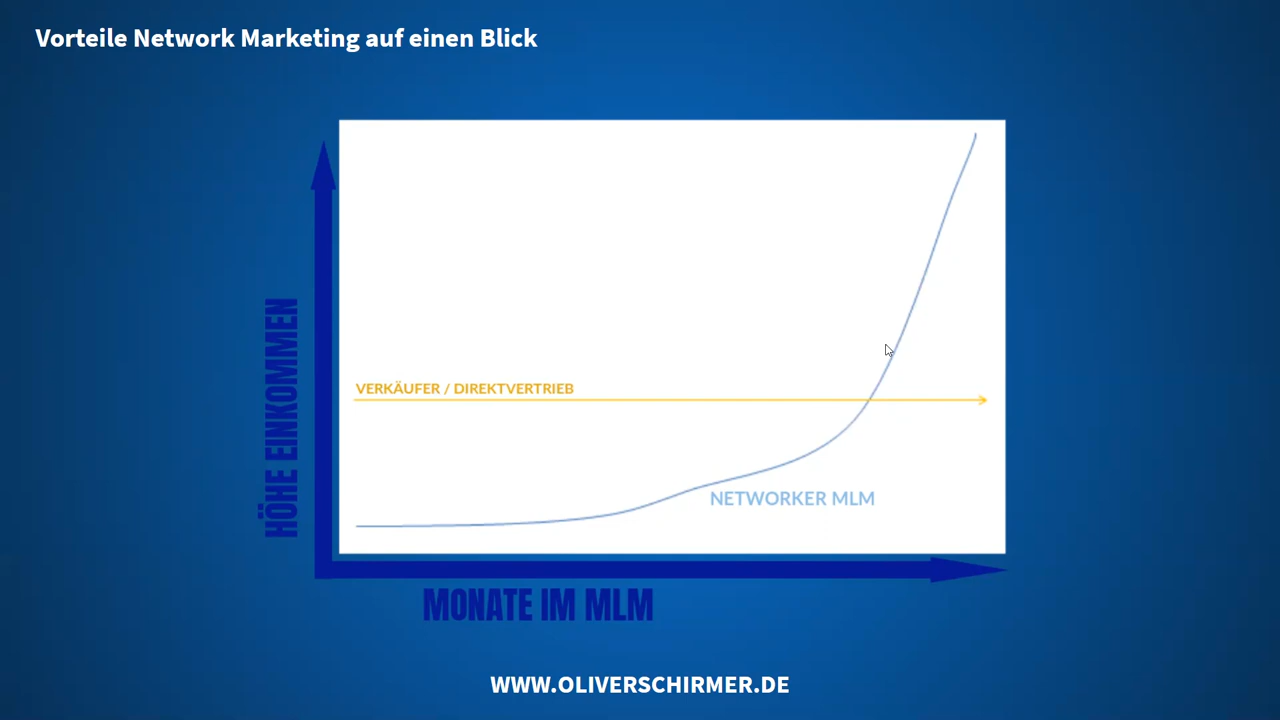 Vorteile Network Marketing auf einen Blick
HÖHE EINKOMMEN
VERKÄUFER / DIREKTVERTRIEB
NETWORKER MLM
MONATE IM MLM
WWW.OLIVERSCHIRMER.DE